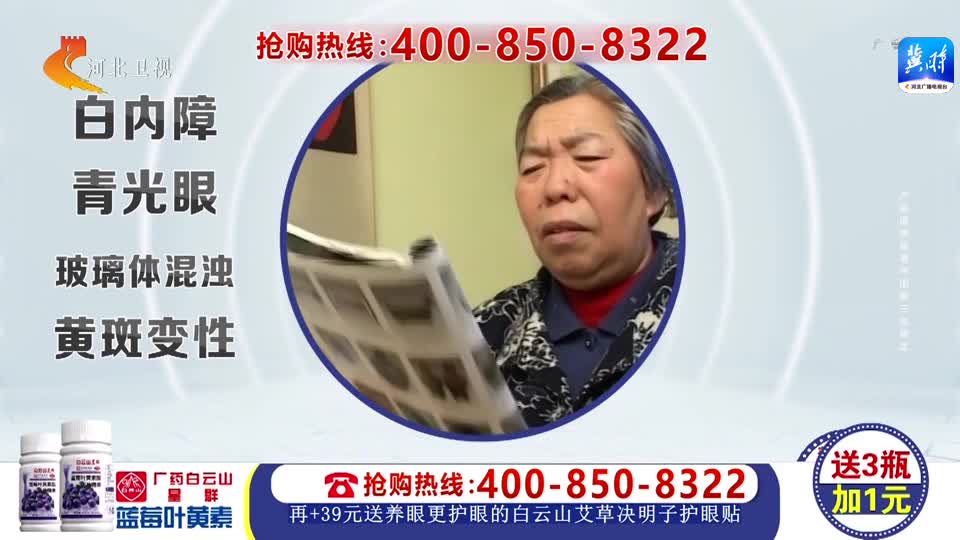 抢购热线:400-850-8322
河北卫视
冀时
河北广播电视台
白内障
青光眼
玻璃体混浊
黄斑变性
广药白云山
星群
蓝莓叶黄素
白云山
抢购热线:400-850-8322
再+39元送养眼更护眼的白云山艾草决明子护眼贴
送3瓶
加1元